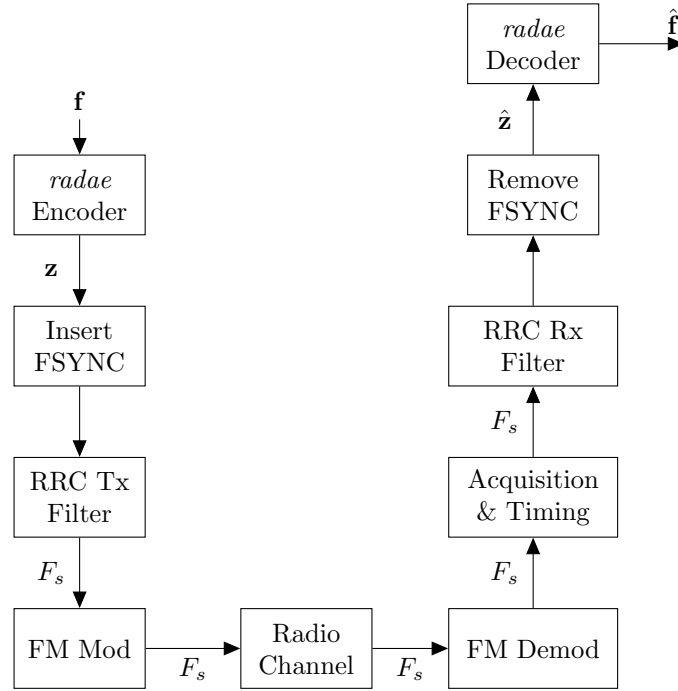 f
radae
Encoder
z
Insert
FSYNC
RRC Tx
Filter
F_s
FM Mod
F_s
Radio
Channel
F_s
FM Demod
F_s
Acquisition
& Timing
F_s
RRC Rx
Filter
Remove
FSYNC
ẑ
radae
Decoder
f̂